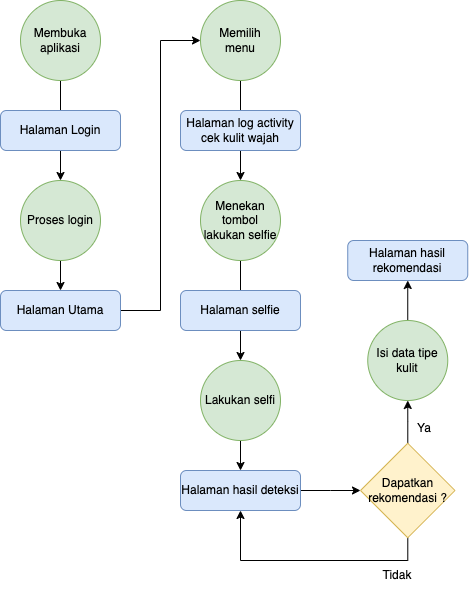 Membuka
aplikasi
Halaman Login
Proses login
Halaman Utama
Memilih
menu
Halaman log activity
cek kulit wajah
Menekan
tombol
lakukan selfie
Halaman selfie
Lakukan selfi
Halaman hasil deteksi
Dapatkan
rekomendasi ?
Ya
Tidak
Isi data tipe
kulit
Halaman hasil
rekomendasi